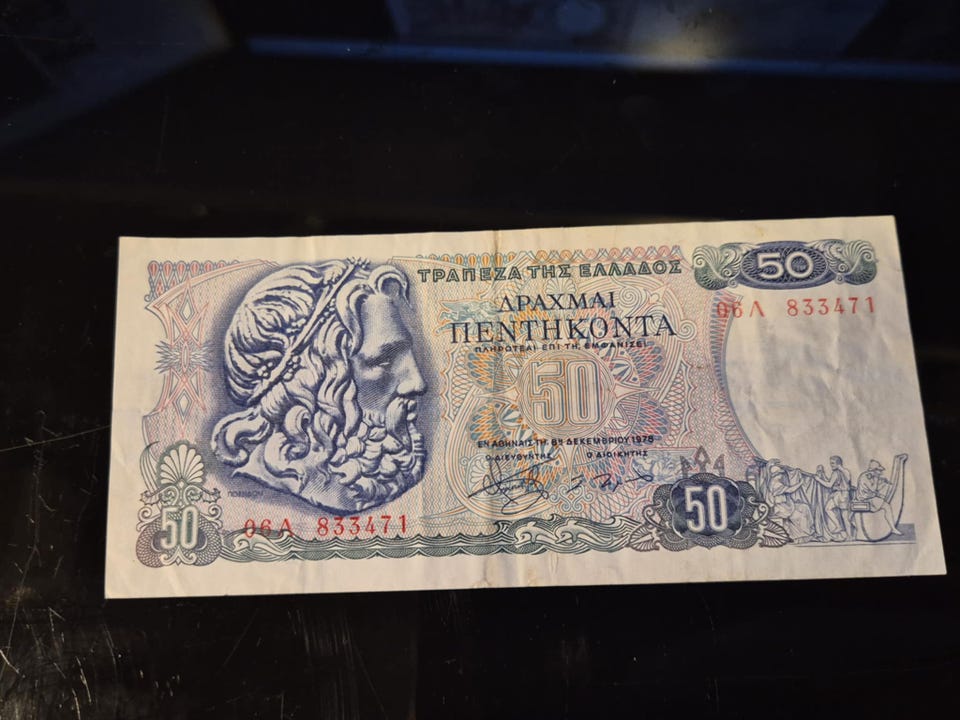 ΤΡΑΠΕΖΑ ΤΗΣ ΕΛΛΑΔΟΣ
50
06Λ 833471
ΔΡΑΧΜΑΙ
ΠΕΝΤΗΚΟΝΤΑ
ΠΛΗΡΩΤΕΑΙ ΕΠΙ ΤΗ, ΕΜΦΑΝΙΣΕΙ
50
ΕΝ ΑΘΗΝΑΙΣ ΤΗ, 8Η ΔΕΚΕΜΒΡΙΟΥ 1978
Ο ΔΙΕΥΘΥΝΤΗΣ Ο ΔΙΟΙΚΗΤΗΣ
ΠΟΣΕΙΔΩΝ
50
50
06Λ 833471